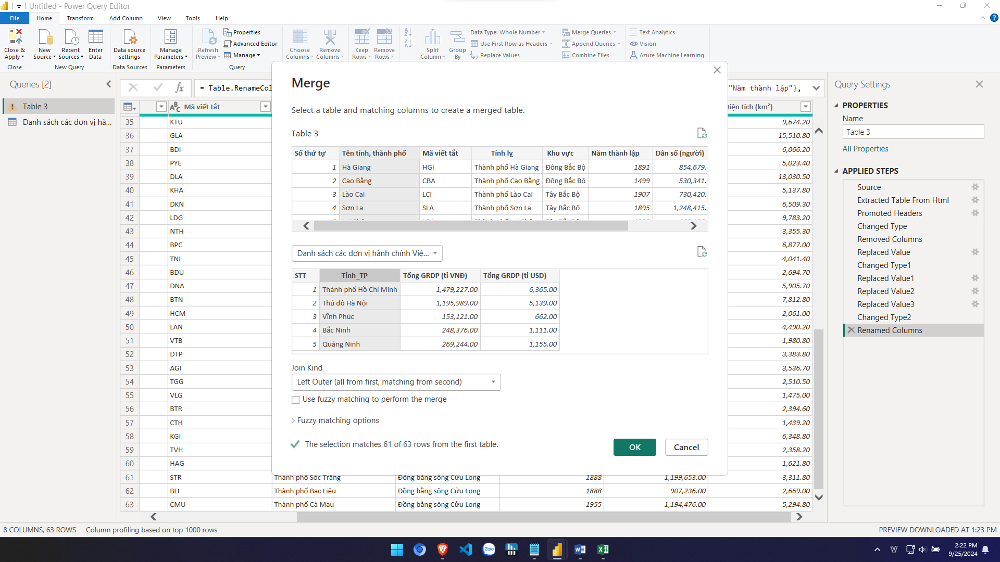 Untitled - Power Query Editor
File Home Transform Add Column View Tools Help
Close & Apply
New Source
Recent Sources
Enter Data
Data source settings
Manage Parameters
Refresh Preview
Properties
Advanced Editor
Manage
Choose Columns
Remove Columns
Keep Rows
Remove Rows
Split Column
Group By
Data Type: Whole Number
Use First Row as Headers
Replace Values
Merge Queries
Append Queries
Combine Files
Text Analytics
Vision
Azure Machine Learning
Close New Query Data Sources Parameters Query
Queries [2]
Table 3
Danh sách các đơn vị hà...
fx = Table.RenameCol "Năm thành lập"},
Mã viết tắt Diện tích (km²)
35 KTU 9,674.20
36 GLA 15,510.80
37 BDI 6,066.20
38 PYE 5,023.40
39 DLA 13,030.50
40 KHA 5,137.80
41 DKN 6,509.30
42 LDG 9,783.20
43 NTH 3,355.30
44 BPC 6,877.00
45 TNI 4,041.40
46 BDU 2,694.70
47 DNA 5,905.70
48 BTN 7,812.80
49 HCM 2,061.00
50 LAN 4,490.20
51 VTB 1,980.80
52 DTP 3,383.80
53 AGI 3,536.70
54 TGG 2,510.50
55 VLG 1,475.00
56 BTR 2,394.60
57 CTH 1,439.20
58 KGI 6,348.80
59 TVH 2,358.20
60 HAG 1,621.80
61 STR Thành phố Sóc Trăng Đồng bằng sông Cửu Long 1888 1,199,653.00 3,311.80
62 BLI Thành phố Bạc Liêu Đồng bằng sông Cửu Long 1888 907,236.00 2,669.00
63 CMU Thành phố Cà Mau Đồng bằng sông Cửu Long 1955 1,194,476.00 5,294.80
Merge
Select a table and matching columns to create a merged table.
Table 3
Số thứ tự Tên tỉnh, thành phố Mã viết tắt Tỉnh lỵ Khu vực Năm thành lập Dân số (người)
1 Hà Giang HGI Thành phố Hà Giang Đông Bắc Bộ 1891 854,679.
2 Cao Bằng CBA Thành phố Cao Bằng Đông Bắc Bộ 1499 530,341.
3 Lào Cai LCI Thành phố Lào Cai Tây Bắc Bộ 1907 730,420.
4 Sơn La SLA Thành phố Sơn La Tây Bắc Bộ 1895 1,248,415.
Danh sách các đơn vị hành chính Việ...
STT Tỉnh_TP Tổng GRDP (tỉ VNĐ) Tổng GRDP (tỉ USD)
1 Thành phố Hồ Chí Minh 1,479,227.00 6,365.00
2 Thủ đô Hà Nội 1,195,989.00 5,139.00
3 Vĩnh Phúc 153,121.00 662.00
4 Bắc Ninh 248,376.00 1,111.00
5 Quảng Ninh 269,244.00 1,155.00
Join Kind
Left Outer (all from first, matching from second)
Use fuzzy matching to perform the merge
Fuzzy matching options
The selection matches 61 of 63 rows from the first table.
OK Cancel
Query Settings
PROPERTIES
Name
Table 3
All Properties
APPLIED STEPS
Source
Extracted Table From Html
Promoted Headers
Changed Type
Removed Columns
Replaced Value
Changed Type1
Replaced Value1
Replaced Value2
Replaced Value3
Changed Type2
Renamed Columns
8 COLUMNS, 63 ROWS Column profiling based on top 1000 rows PREVIEW DOWNLOADED AT 1:23 PM
Zalo
2:22 PM
9/25/2024